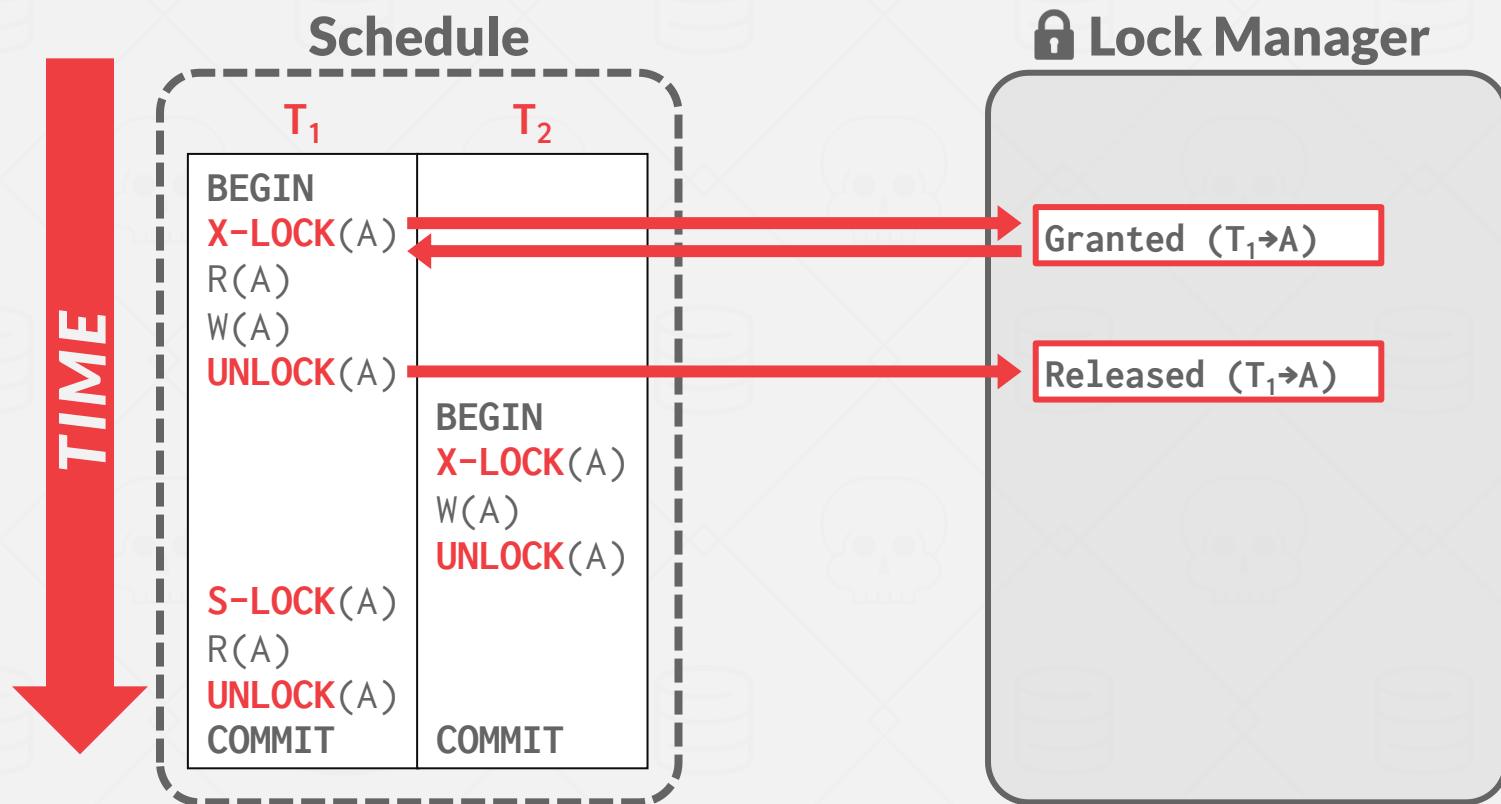 Schedule
Lock Manager
TIME
T₁ T₂
BEGIN
X-LOCK(A)
Granted (T₁→A)
R(A)
W(A)
UNLOCK(A)
Released (T₁→A)
BEGIN
X-LOCK(A)
W(A)
UNLOCK(A)
S-LOCK(A)
R(A)
UNLOCK(A)
COMMIT COMMIT